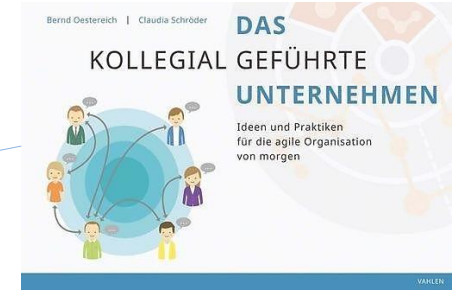 Bernd Oestereich | Claudia Schröder
DAS
KOLLEGIAL GEFÜHRTE
UNTERNEHMEN
Ideen und Praktiken
für die agile Organisation
von morgen
VAHLEN